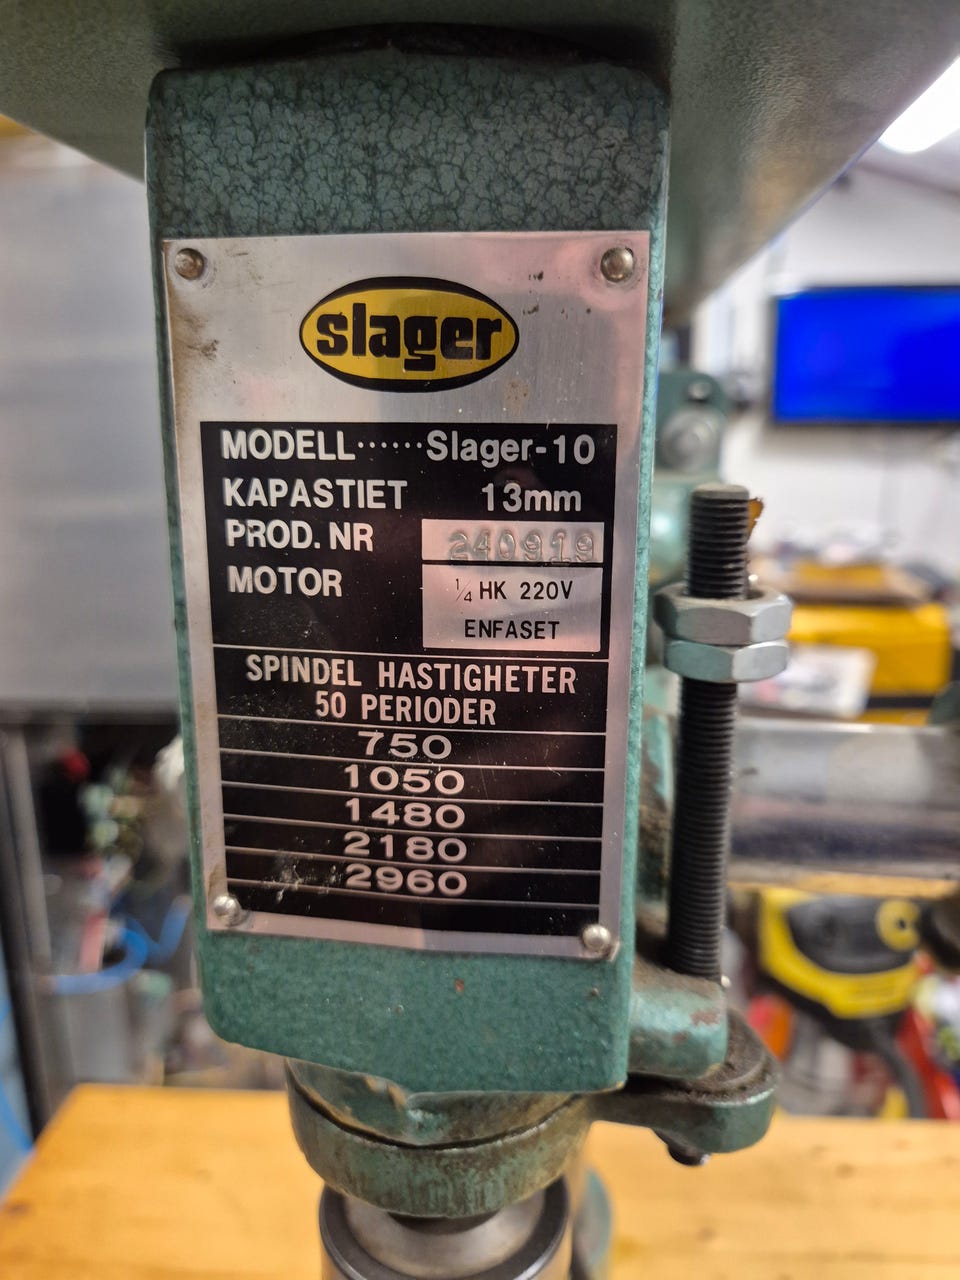 slager
MODELL······Slager-10
KAPASTIET 13mm
PROD. NR 240919
MOTOR 1/4 HK 220V
ENFASET
SPINDEL HASTIGHETER
50 PERIODER
750
1050
1480
2180
2960